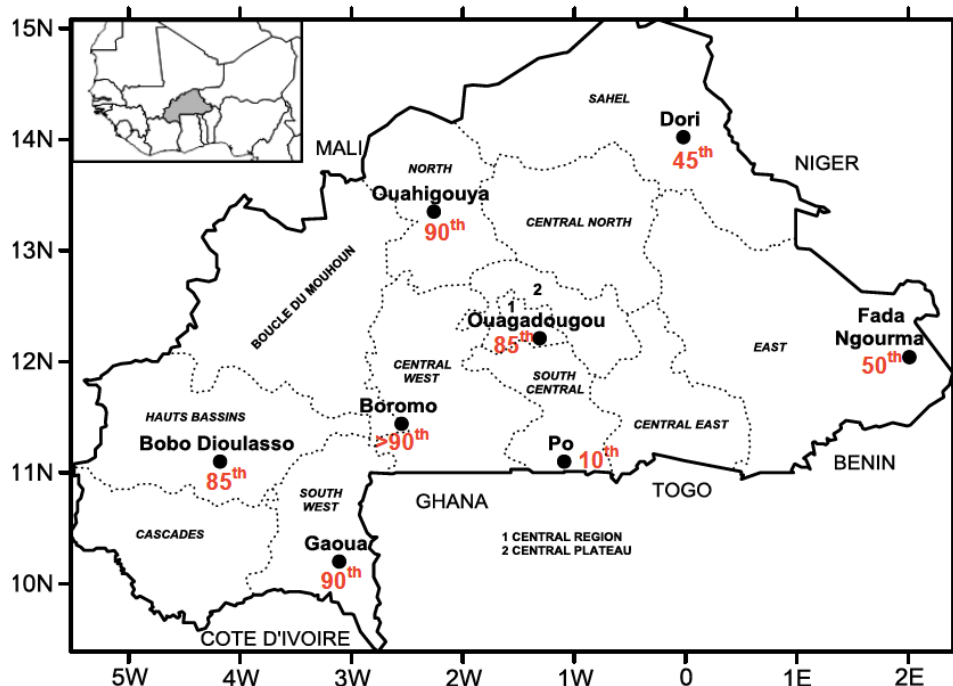 15N
14N
13N
12N
11N
10N
MALI
SAHEL
Dori
45th
NIGER
NORTH
Ouahigouya
90th
CENTRAL NORTH
BOUCLE DU MOUHOUN
2
1
Ouagadougou
85th
Fada
Ngourma
50th
EAST
CENTRAL
WEST
SOUTH
CENTRAL
Boromo
>90th
HAUTS BASSINS
Bobo Dioulasso
85th
CENTRAL EAST
Po
10th
BENIN
GHANA
TOGO
SOUTH
WEST
CASCADES
Gaoua
90th
1 CENTRAL REGION
2 CENTRAL PLATEAU
COTE D'IVOIRE
5W
4W
3W
2W
1W
0
1E
2E